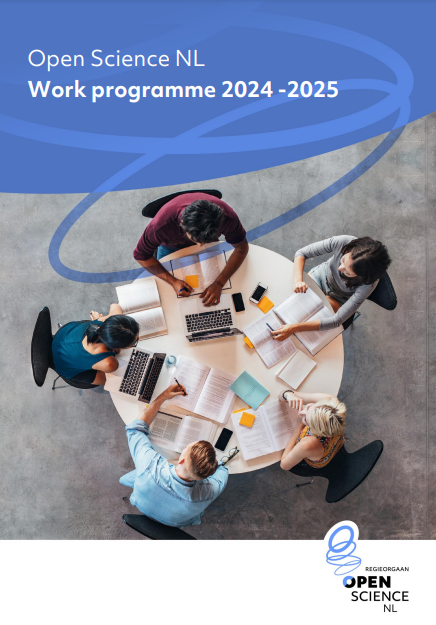 Open Science NL
Work programme 2024 -2025
REGIEORGAAN
OPEN
SCIENCE
NL